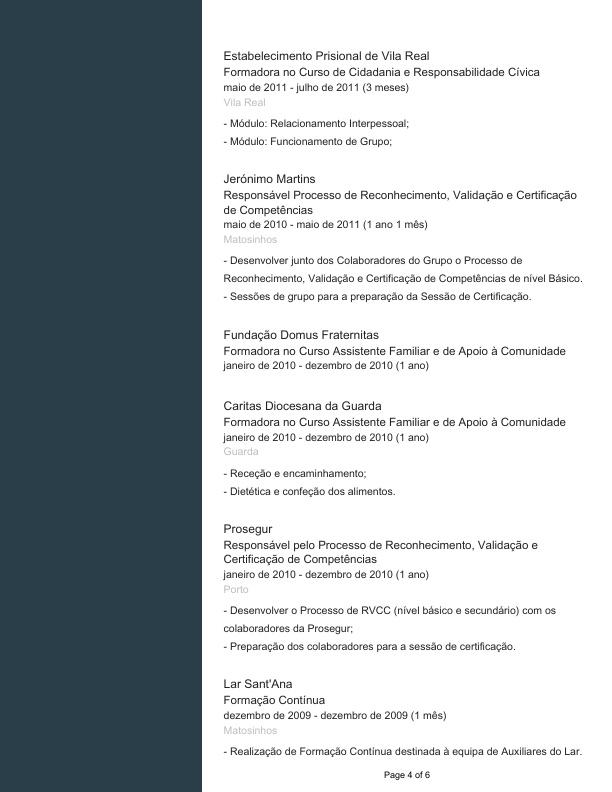 Estabelecimento Prisional de Vila Real
Formadora no Curso de Cidadania e Responsabilidade Cívica
maio de 2011 - julho de 2011 (3 meses)
Vila Real
- Módulo: Relacionamento Interpessoal;
- Módulo: Funcionamento de Grupo;
Jerónimo Martins
Responsável Processo de Reconhecimento, Validação e Certificação
de Competências
maio de 2010 - maio de 2011 (1 ano 1 mês)
Matosinhos
- Desenvolver junto dos Colaboradores do Grupo o Processo de
Reconhecimento, Validação e Certificação de Competências de nível Básico.
- Sessões de grupo para a preparação da Sessão de Certificação.
Fundação Domus Fraternitas
Formadora no Curso Assistente Familiar e de Apoio à Comunidade
janeiro de 2010 - dezembro de 2010 (1 ano)
Caritas Diocesana da Guarda
Formadora no Curso Assistente Familiar e de Apoio à Comunidade
janeiro de 2010 - dezembro de 2010 (1 ano)
Guarda
- Receção e encaminhamento;
- Dietética e confeção dos alimentos.
Prosegur
Responsável pelo Processo de Reconhecimento, Validação e
Certificação de Competências
janeiro de 2010 - dezembro de 2010 (1 ano)
Porto
- Desenvolver o Processo de RVCC (nível básico e secundário) com os
colaboradores da Prosegur;
- Preparação dos colaboradores para a sessão de certificação.
Lar Sant'Ana
Formação Contínua
dezembro de 2009 - dezembro de 2009 (1 mês)
Matosinhos
- Realização de Formação Contínua destinada à equipa de Auxiliares do Lar.
Page 4 of 6